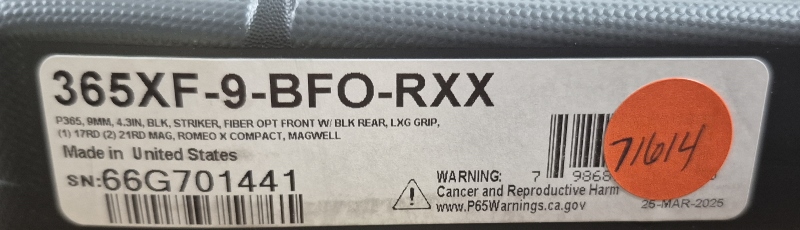 365XF-9-BFO-RXX
P365, 9MM, 4.3IN, BLK, STRIKER, FIBER OPT FRONT W/ BLK REAR, LXG GRIP,
(1) 17RD (2) 21RD MAG, ROMEO X COMPACT, MAGWELL
Made in United States
SN:66G701441
WARNING:
Cancer and Reproductive Harm
www.P65Warnings.ca.gov
7 9868
71614
25-MAR-2025